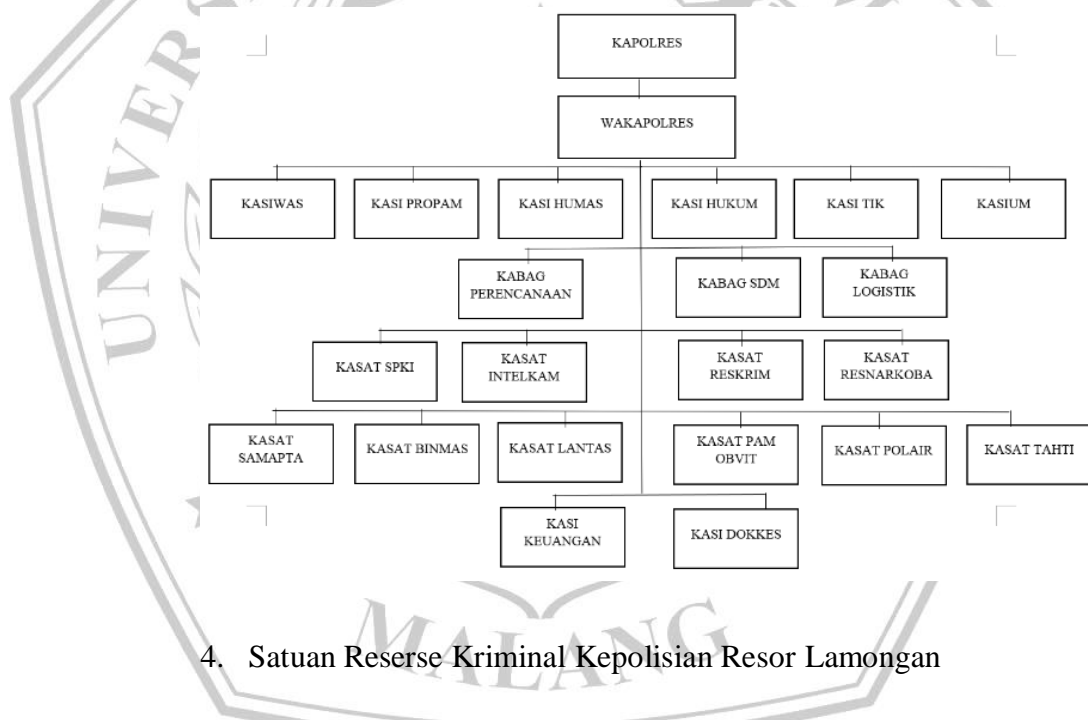 KAPOLRES
WAKAPOLRES
KASIWAS
KASI PROPAM
KASI HUMAS
KASI HUKUM
KASI TIK
KASIUM
KABAG
PERENCANAAN
KABAG SDM
KABAG
LOGISTIK
KASAT SPKI
KASAT
INTELKAM
KASAT
RESKRIM
KASAT
RESNARKOBA
KASAT
SAMAPTA
KASAT BINMAS
KASAT LANTAS
KASAT PAM
OBVIT
KASAT POLAIR
KASAT TAHTI
KASI
KEUANGAN
KASI DOKKES
4. Satuan Reserse Kriminal Kepolisian Resor Lamongan
MALANG